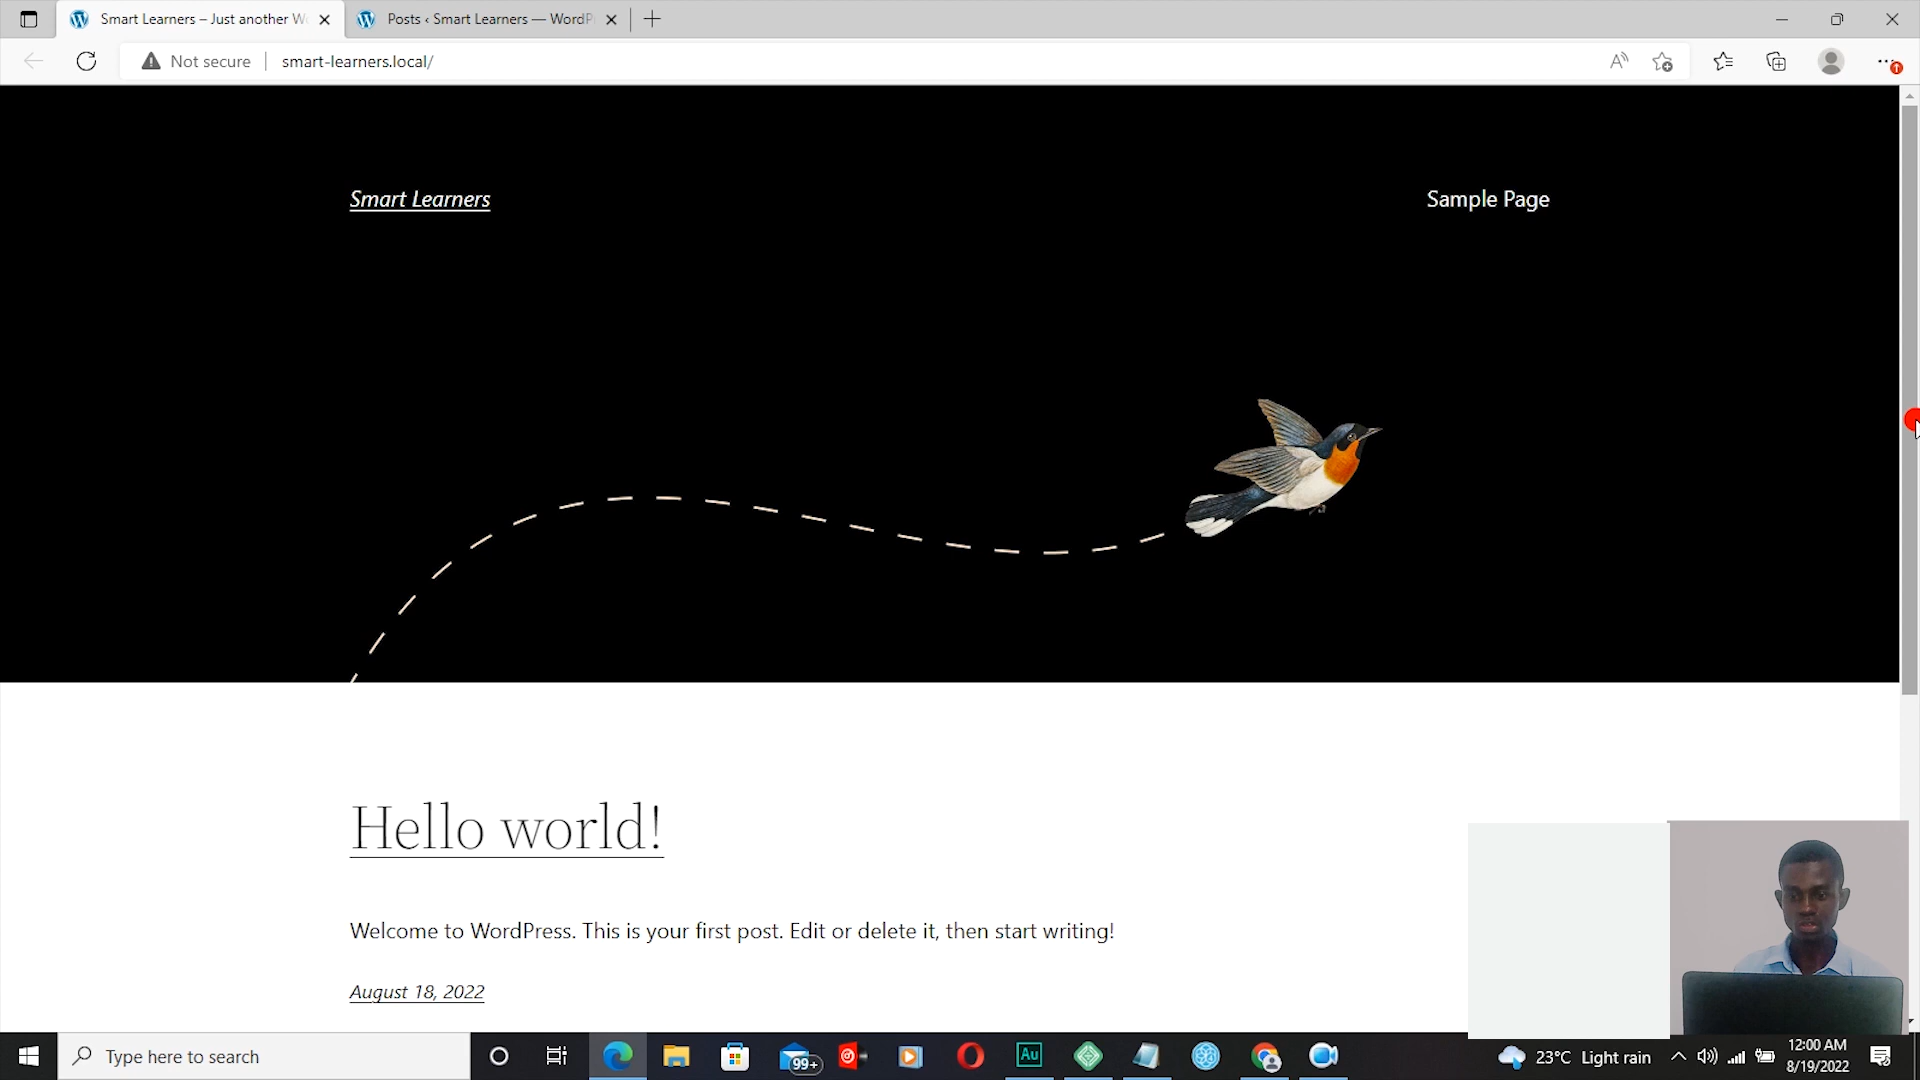 Smart Learners – Just another W
Posts ‹ Smart Learners — WordP
Not secure
smart-learners.local/
Smart Learners
Sample Page
Hello world!
Welcome to WordPress. This is your first post. Edit or delete it, then start writing!
August 18, 2022
Type here to search
99+
Au
23°C Light rain
12:00 AM
8/19/2022